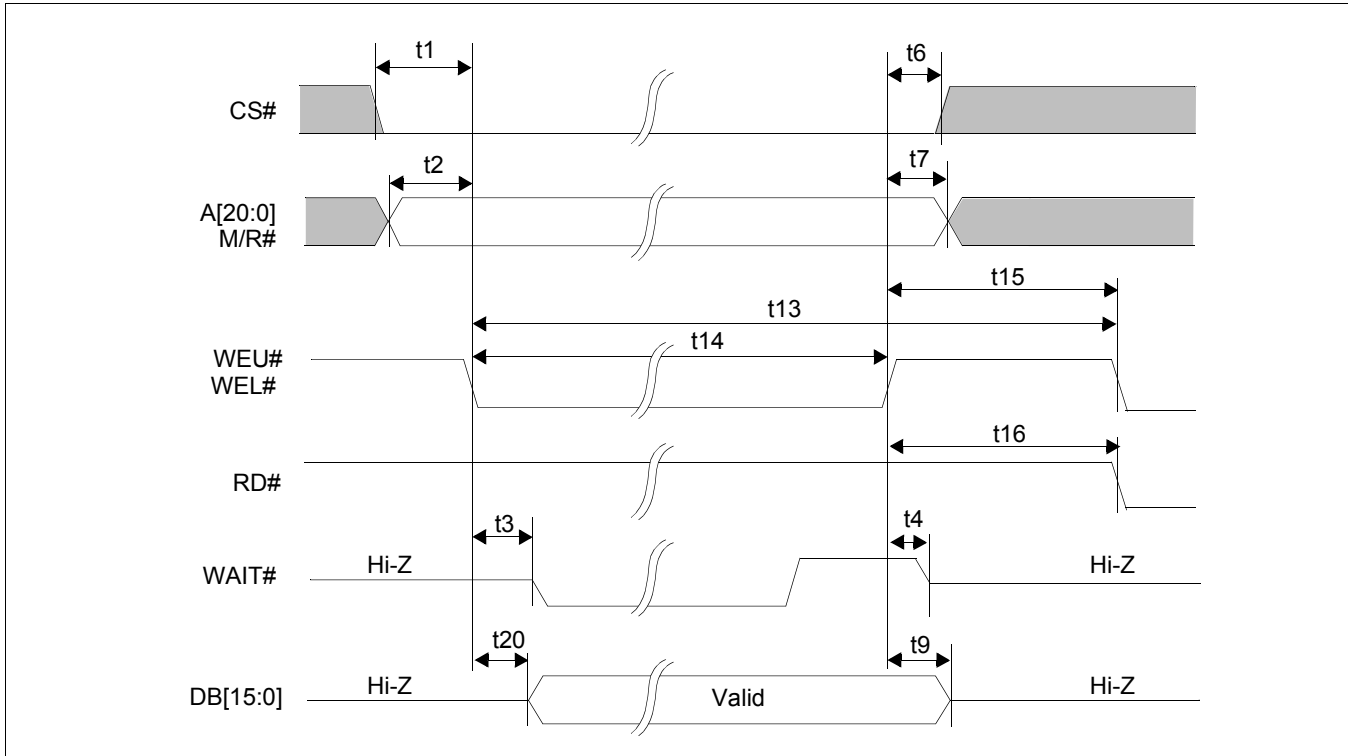 t1
t6
CS#
t2
t7
A[20:0]
M/R#
t15
t13
t14
WEU#
WEL#
t16
RD#
t3
t4
Hi-Z
Hi-Z
WAIT#
t20
t9
Hi-Z
Valid
Hi-Z
DB[15:0]